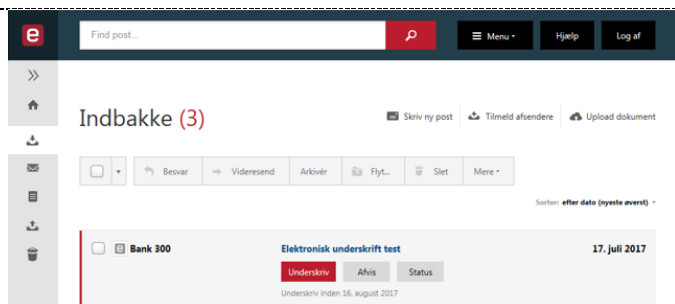 e
Find post...
Menu
Hjælp
Log af
Indbakke (3)
Skriv ny post
Tilmeld afsendere
Upload dokument
Besvar
Videresend
Arkivér
Flyt...
Slet
Mere
Sorter: efter dato (nyeste øverst)
Bank 300
Elektronisk underskrift test
17. juli 2017
Underskriv
Afvis
Status
Underskriv inden 16. august 2017